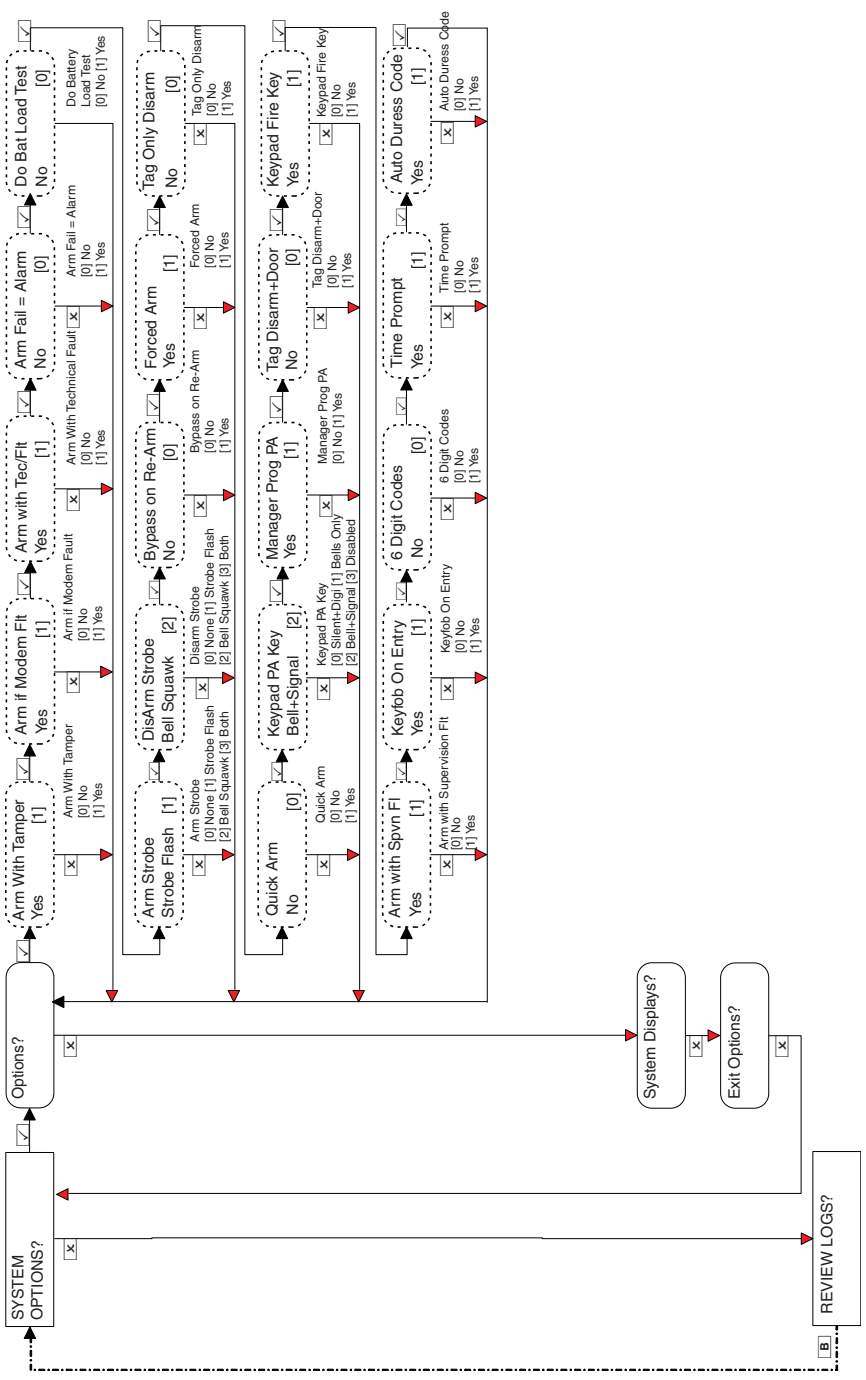 SYSTEM
OPTIONS?
✓
Options?
✓
Arm With Tamper
Yes [1]
✓
Arm if Modem Flt
Yes [1]
✓
Arm with Tec/Flt
Yes [1]
✓
Arm Fail = Alarm
No [0]
✓
Do Bat Load Test
No [0]
✓
x
x
x
Arm With Tamper
[0] No
[1] Yes
x
Arm if Modem Fault
[0] No
[1] Yes
x
Arm With Technical Fault
[0] No
[1] Yes
x
Arm Fail = Alarm
[0] No
[1] Yes
Do Battery
Load Test
[0] No [1] Yes
Arm Strobe
Strobe Flash [1]
✓
DisArm Strobe
Bell Squawk [2]
✓
Bypass on Re-Arm
No [0]
✓
Forced Arm
Yes [1]
✓
Tag Only Disarm
No [0]
✓
x
Arm Strobe
[0] None [1] Strobe Flash
[2] Bell Squawk [3] Both
x
Disarm Strobe
[0] None [1] Strobe Flash
[2] Bell Squawk [3] Both
x
Bypass on Re-Arm
[0] No
[1] Yes
x
Forced Arm
[0] No
[1] Yes
x
Tag Only Disarm
[0] No
[1] Yes
Quick Arm
No [0]
✓
Keypad PA Key
Bell+Signal [2]
✓
Manager Prog PA
Yes [1]
✓
Tag Disarm+Door
No [0]
✓
Keypad Fire Key
Yes [1]
✓
x
Quick Arm
[0] No
[1] Yes
x
Keypad PA Key
[0] Silent+Digi [1] Bells Only
[2] Bell+Signal [3] Disabled
x
Manager Prog PA
[0] No [1] Yes
x
Tag Disarm+Door
[0] No
[1] Yes
x
Keypad Fire Key
[0] No
[1] Yes
Arm with Spvn Fl
Yes [1]
✓
Keyfob On Entry
Yes [1]
✓
6 Digit Codes
No [0]
✓
Time Prompt
Yes [1]
✓
Auto Duress Code
Yes [1]
✓
x
Arm with Supervision Flt
[0] No
[1] Yes
x
Keyfob On Entry
[0] No
[1] Yes
x
6 Digit Codes
[0] No
[1] Yes
x
Time Prompt
[0] No
[1] Yes
x
Auto Duress Code
[0] No
[1] Yes
System Displays?
x
Exit Options?
x
REVIEW LOGS?
B